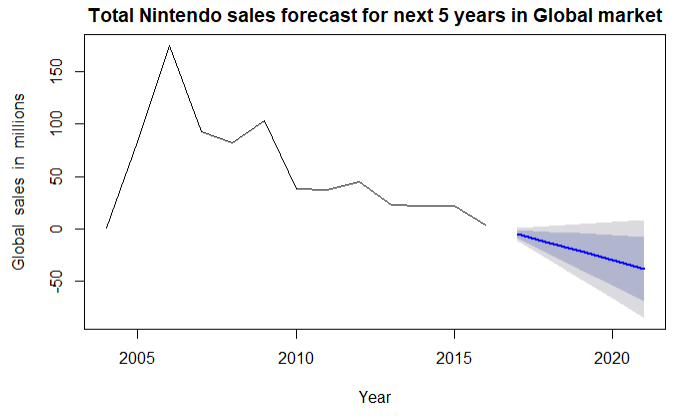 Total Nintendo sales forecast for next 5 years in Global market
Global sales in millions
150
100
50
0
-50
2005 2010 2015 2020
Year